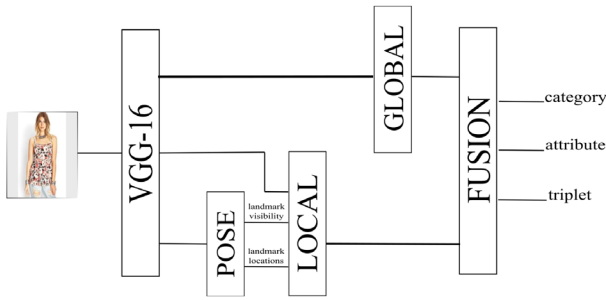 VGG-16
GLOBAL
FUSION
category
attribute
triplet
POSE
landmark
visibility
landmark
locations
LOCAL